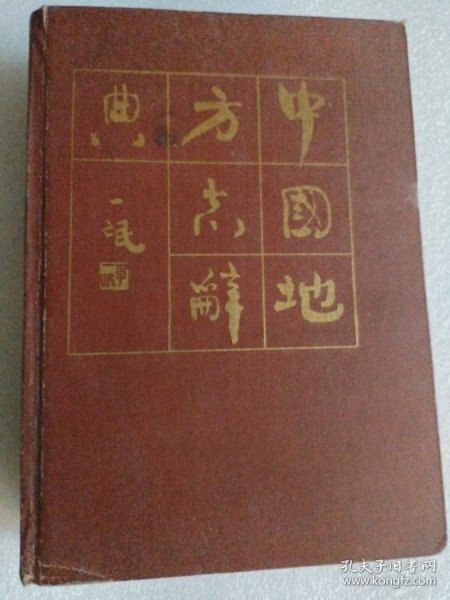 中國地
方志辭
典
一氓
孔夫子旧书网
www.kongfz.com